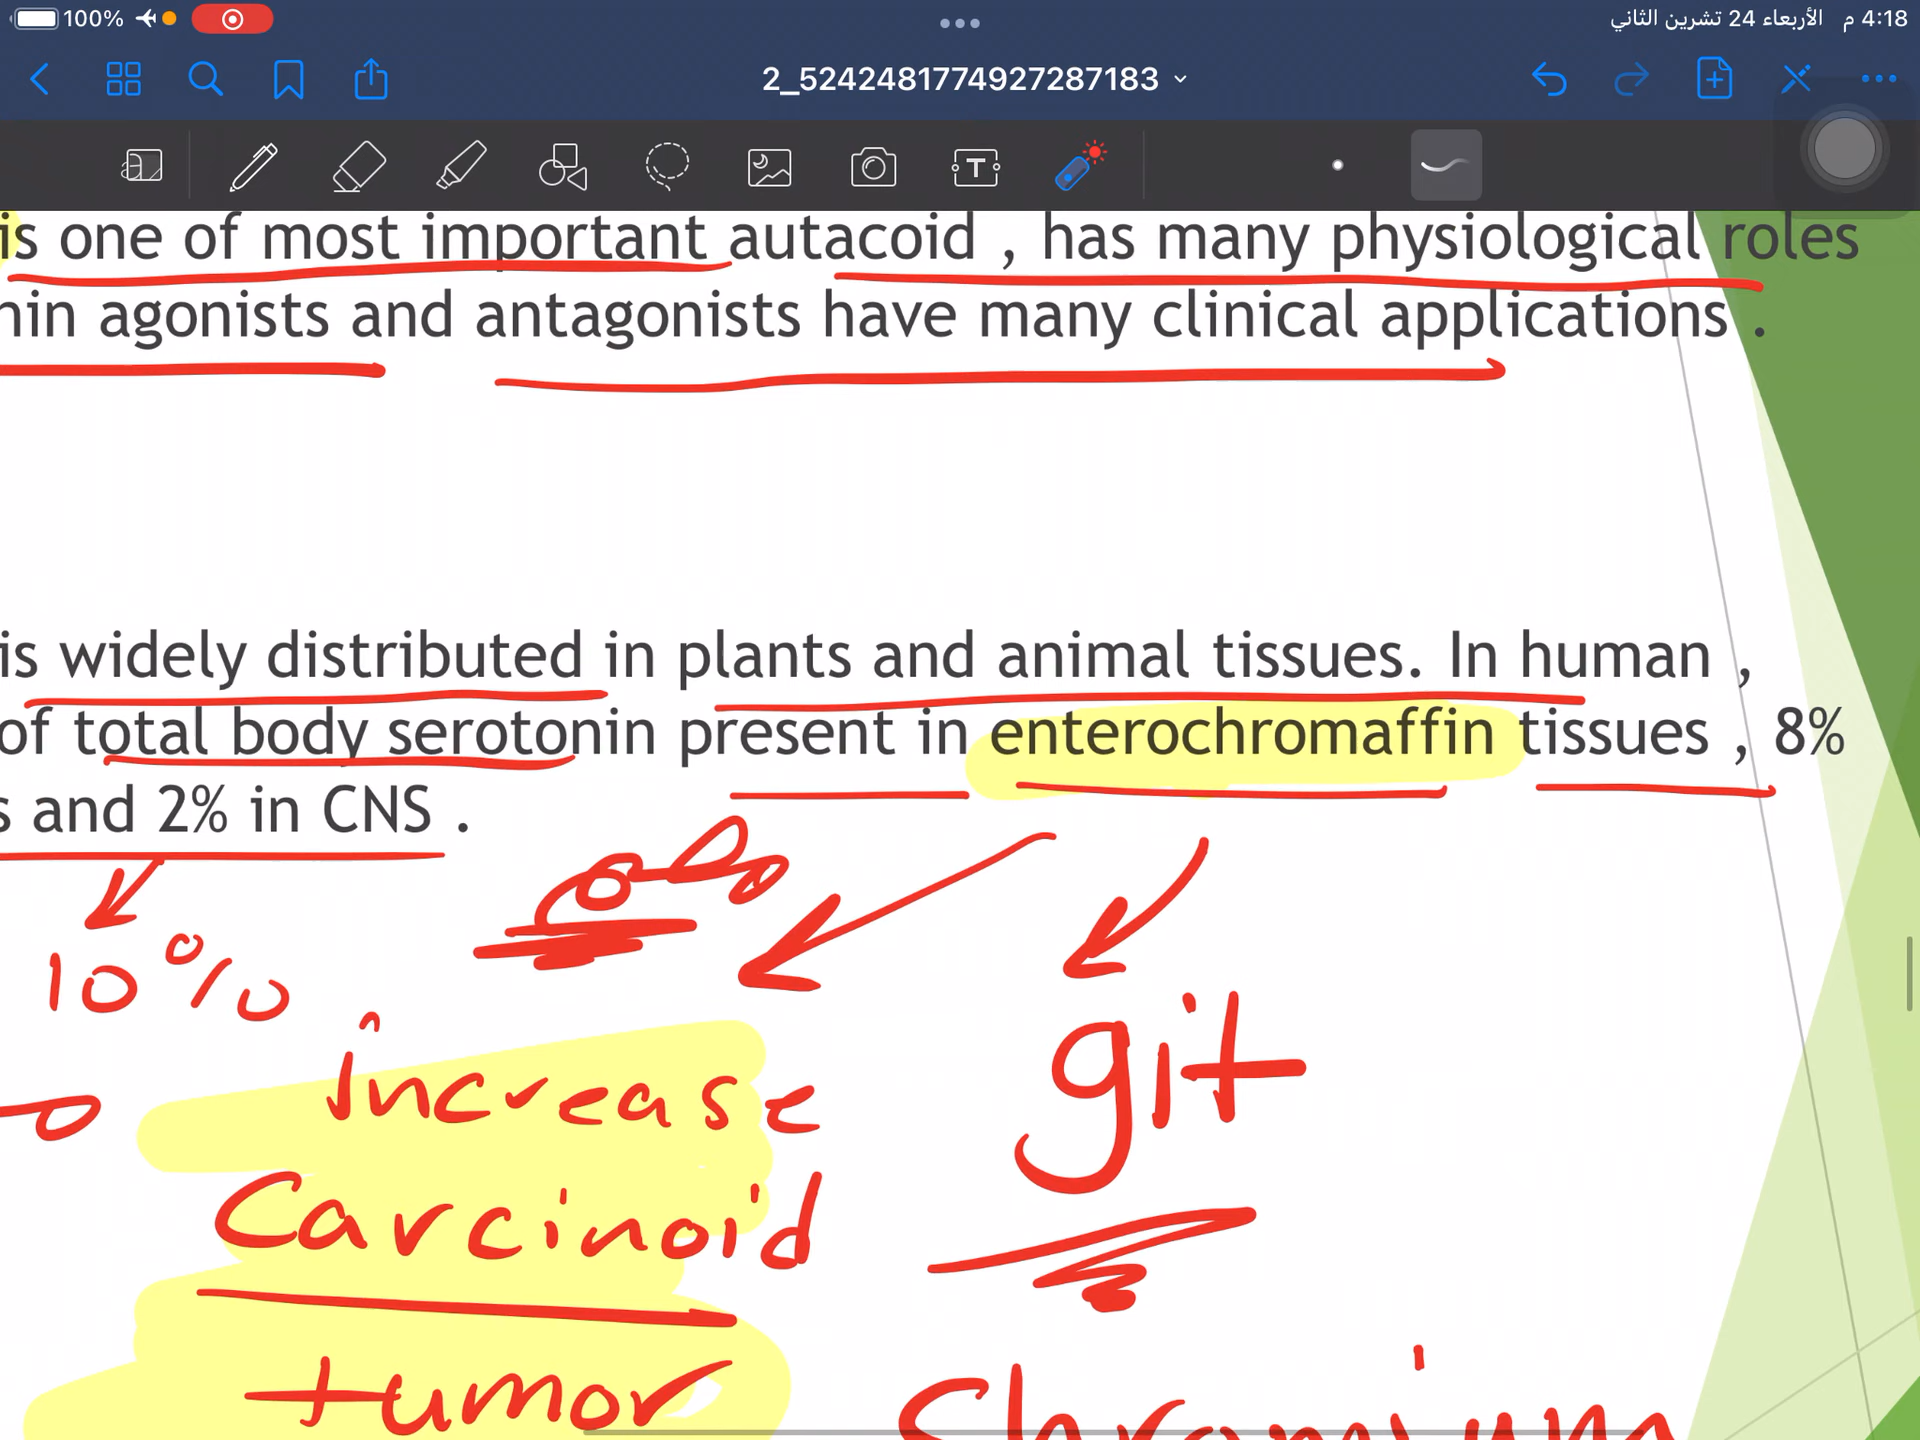 100% الأربعاء 24 تشرين الثاني 4:18 م
2_5242481774927287183
T
is one of most important autacoid , has many physiological roles
nin agonists and antagonists have many clinical applications .
is widely distributed in plants and animal tissues. In human ,
of total body serotonin present in enterochromaffin tissues , 8%
s and 2% in CNS .
10%
increase
git
Carcinoid
tumor
Chromium